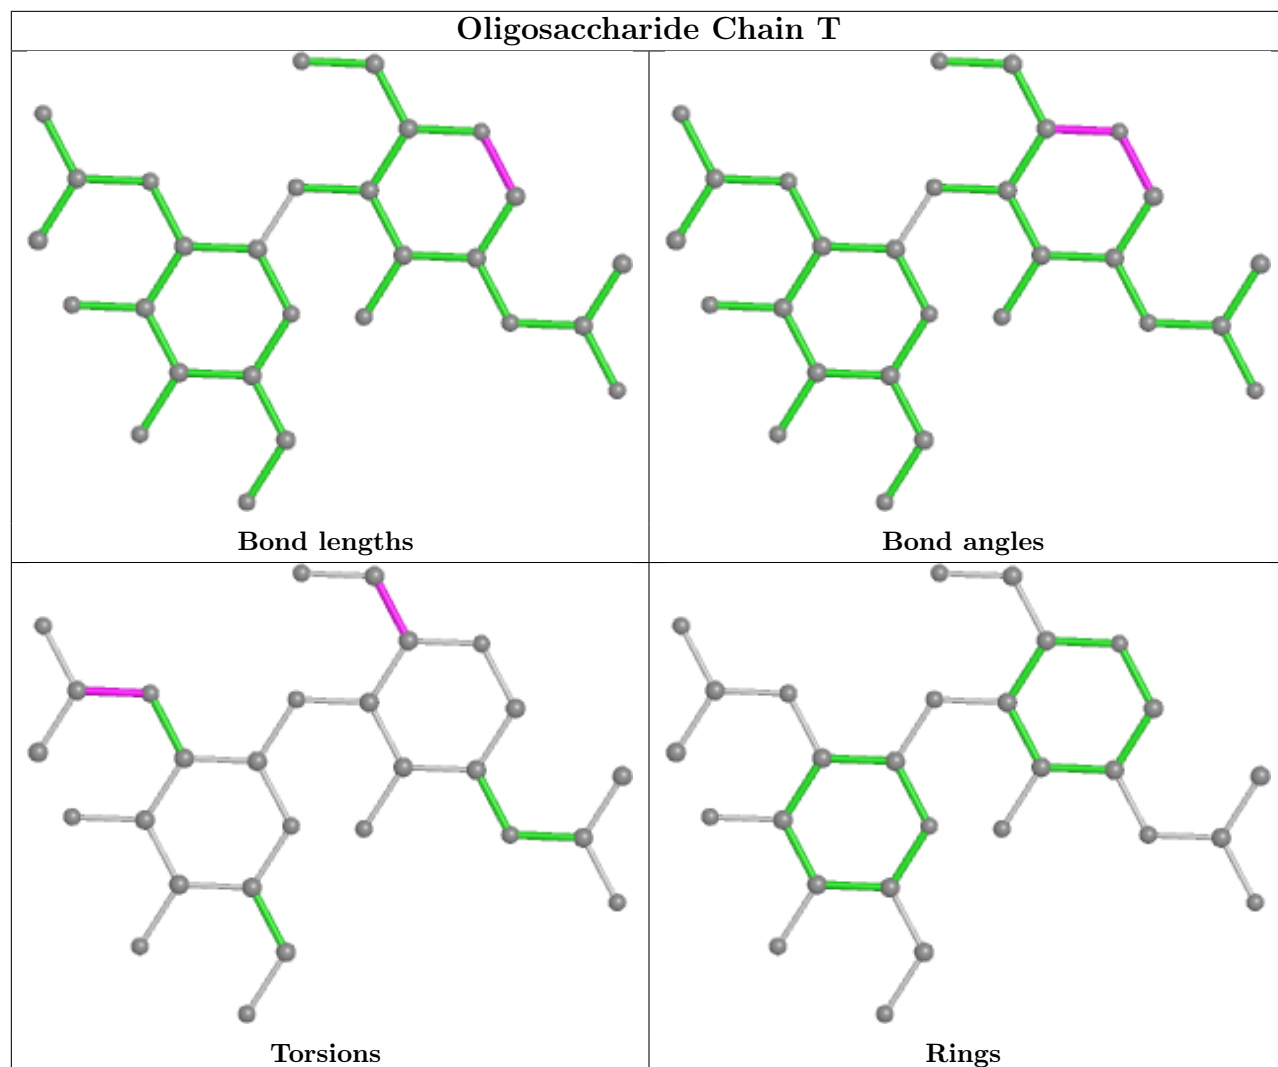 Oligosaccharide Chain T
Bond lengths
Bond angles
Torsions
Rings